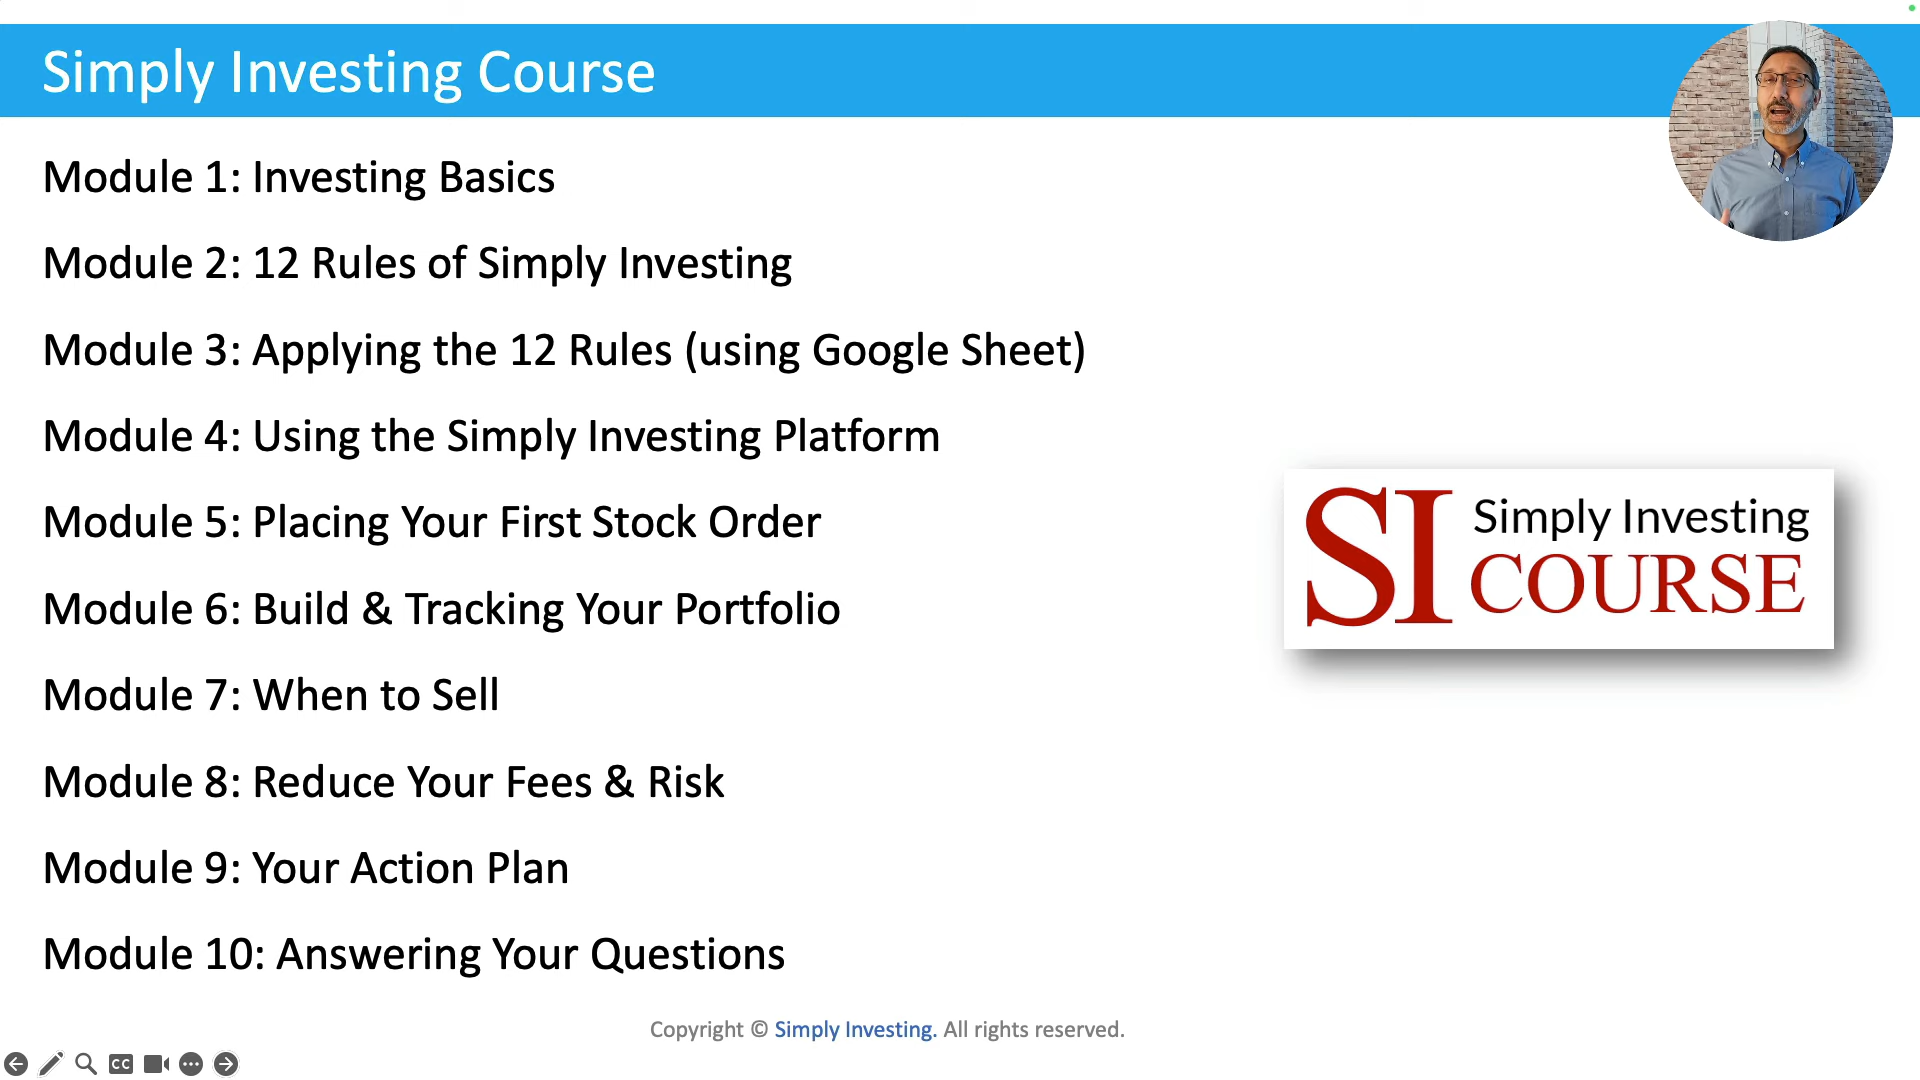 Simply Investing Course
Module 1: Investing Basics
Module 2: 12 Rules of Simply Investing
Module 3: Applying the 12 Rules (using Google Sheet)
Module 4: Using the Simply Investing Platform
Module 5: Placing Your First Stock Order
Module 6: Build & Tracking Your Portfolio
Module 7: When to Sell
Module 8: Reduce Your Fees & Risk
Module 9: Your Action Plan
Module 10: Answering Your Questions
SI Simply Investing
COURSE
Copyright © Simply Investing. All rights reserved.
CC